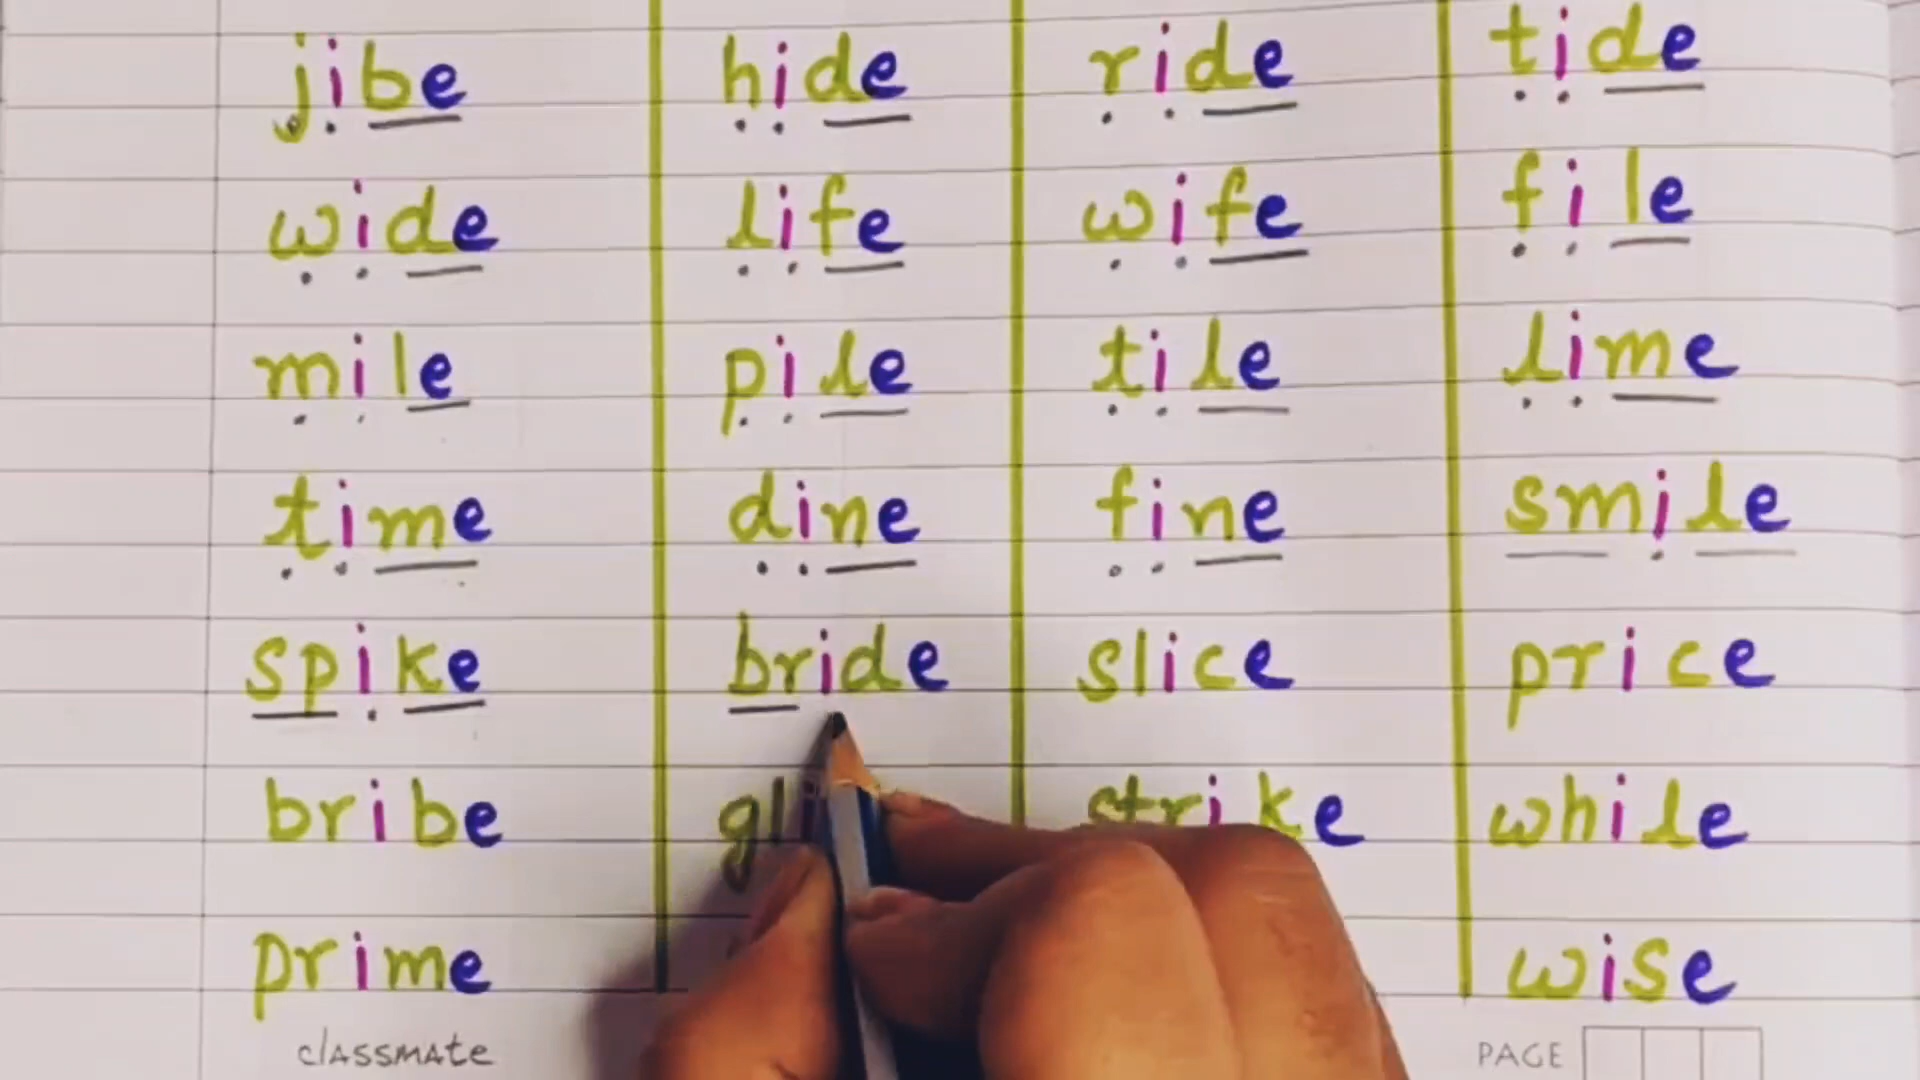 jibe hide ride tide
wide life wife file
mile pile tile lime
time dine fine smile
spike bride slice price
bribe strike while
prime wise
classmate PAGE